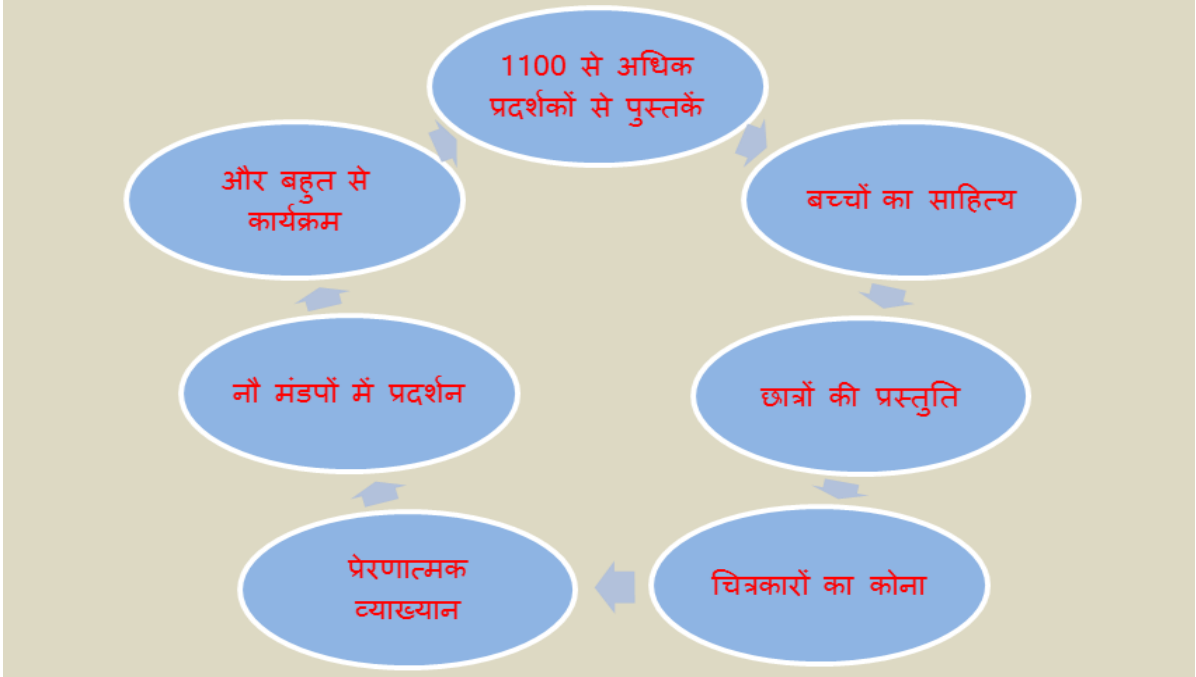 1100 से अधिक
प्रदर्शकों से पुस्तकें
बच्चों का साहित्य
छात्रों की प्रस्तुति
चित्रकारों का कोना
प्रेरणात्मक
व्याख्यान
नौ मंडपों में प्रदर्शन
और बहुत से
कार्यक्रम